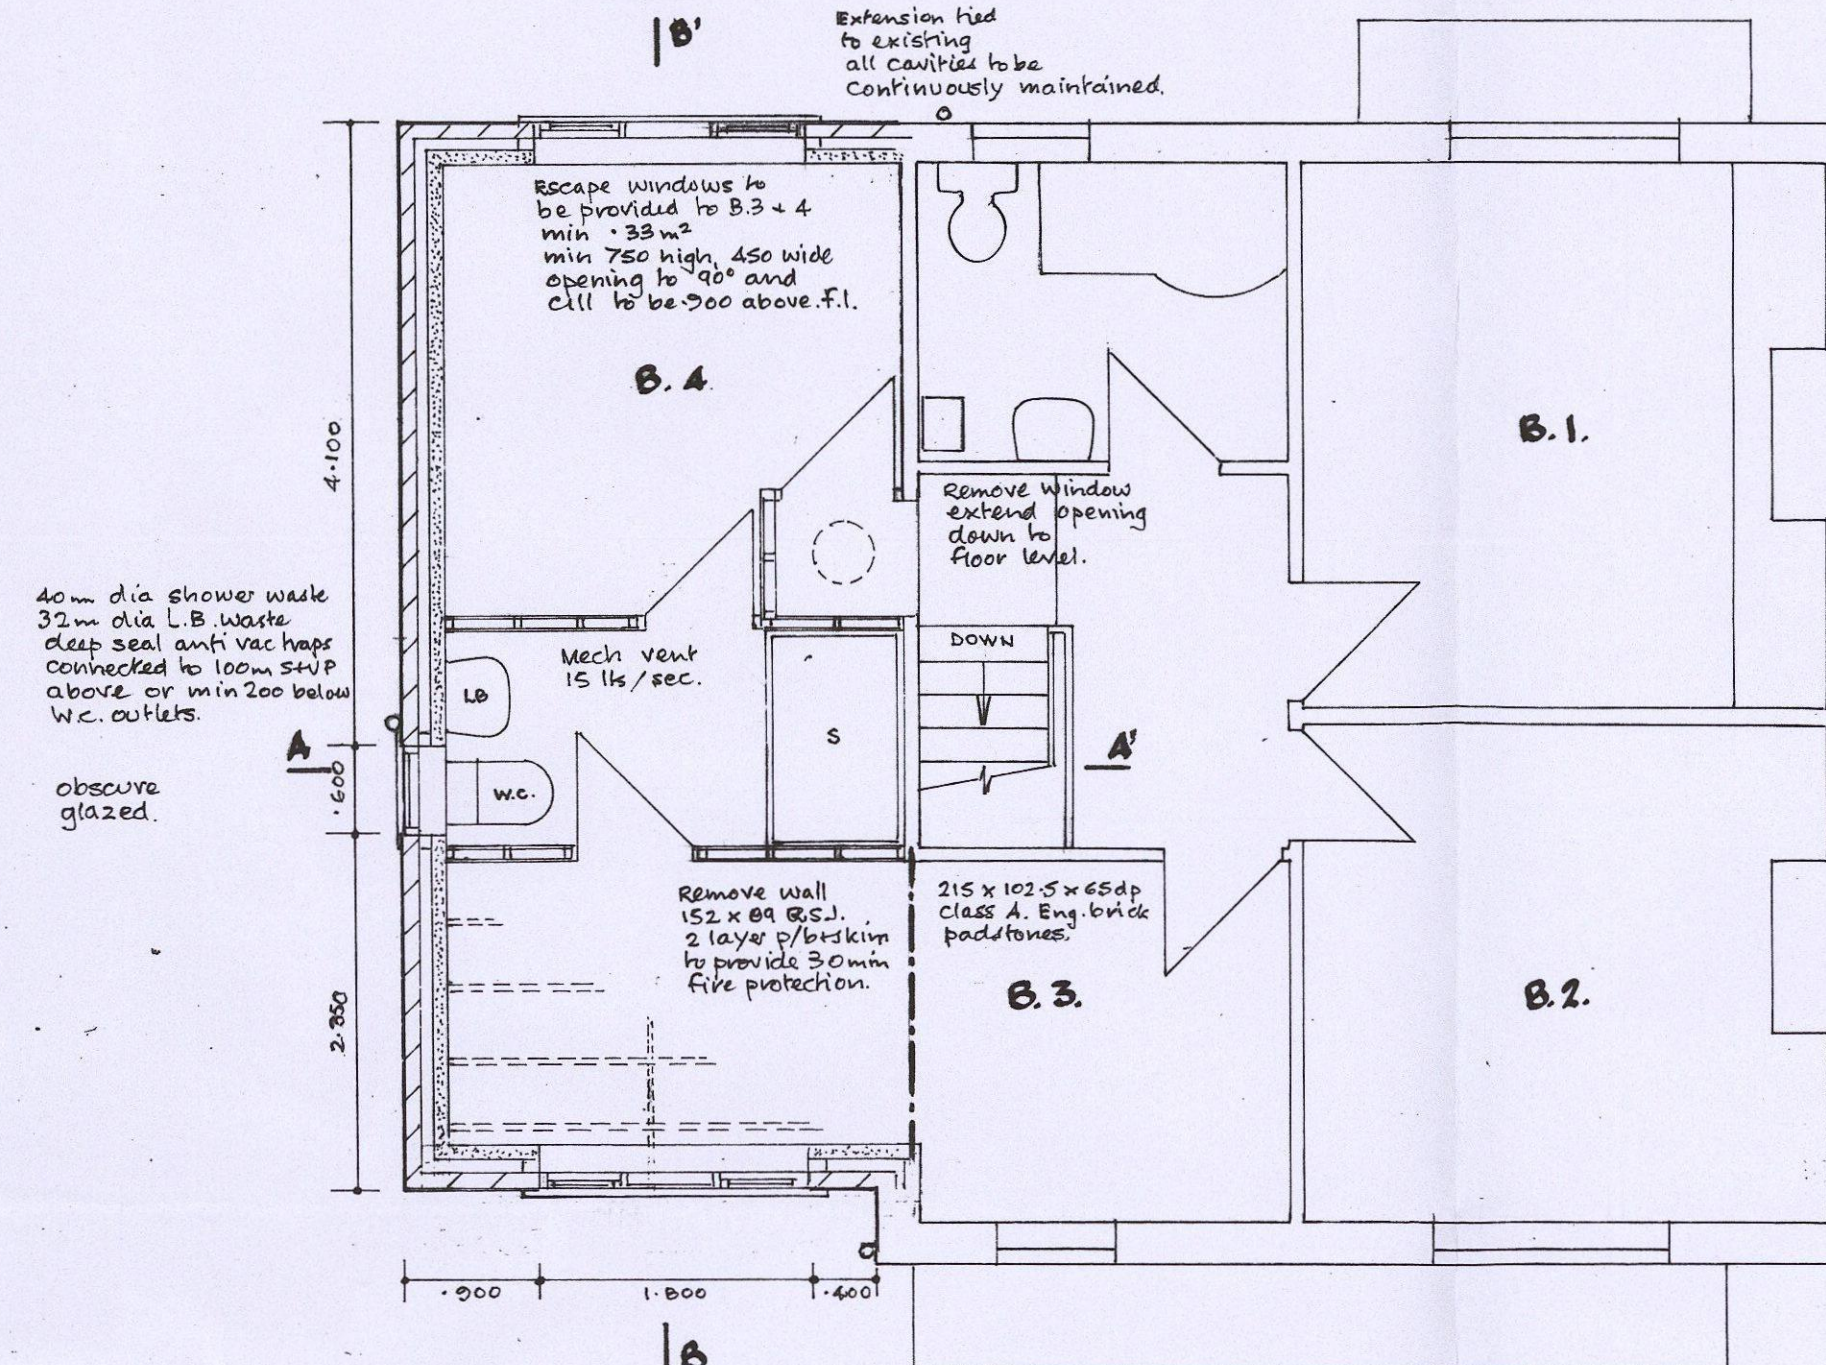 B'
Extension tied
to existing
all cavities to be
continuously maintained.
Escape windows to
be provided to B.3 + 4
min .33m²
min 750 high, 450 wide
opening to 90° and
cill to be .900 above.f.l.
B.4
B.1.
4.100
Remove window
extend opening
down to
floor level.
40mm dia shower waste
32m dia L.B. waste
deep seal anti vac traps
connected to 100m S+VP
above or min 200 below
W.C. outlets.
DOWN
Mech vent
15 lts/sec.
LB
S
A
A'
.600
W.C.
obscure
glazed.
Remove wall
152 x 89 R.S.J.
2 layer p/b+skim
to provide 30min
fire protection.
215 x 102.5 x 65dp
Class A. Eng. brick
padstones.
B.3.
B.2.
2.350
.900
1.800
.400
B